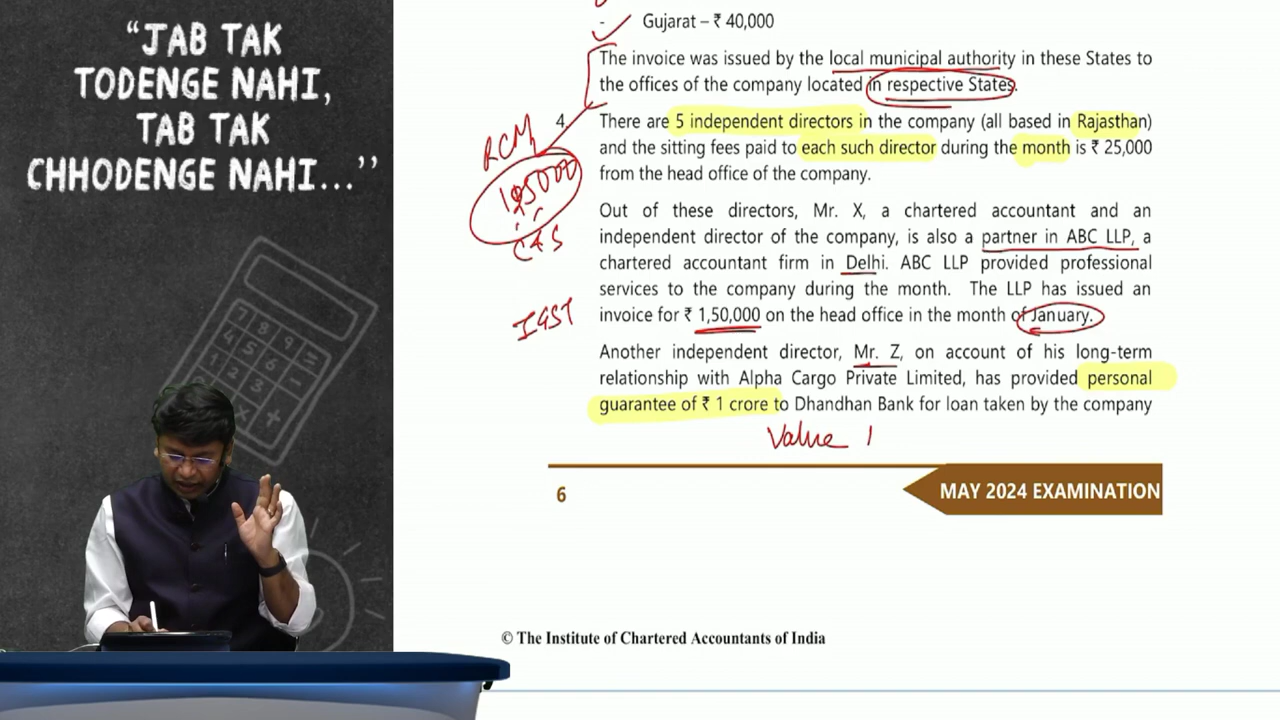 “JAB TAK
TODENGE NAHI,
TAB TAK
CHHODENGE NAHI...’’
- Gujarat – ₹ 40,000
The invoice was issued by the local municipal authority in these States to
the offices of the company located in respective States.
4. There are 5 independent directors in the company (all based in Rajasthan)
and the sitting fees paid to each such director during the month is ₹ 25,000
from the head office of the company.
RCM
125000
C & S
Out of these directors, Mr. X, a chartered accountant and an
independent director of the company, is also a partner in ABC LLP, a
chartered accountant firm in Delhi. ABC LLP provided professional
services to the company during the month. The LLP has issued an
invoice for ₹ 1,50,000 on the head office in the month of January.
IGST
Another independent director, Mr. Z, on account of his long-term
relationship with Alpha Cargo Private Limited, has provided personal
guarantee of ₹ 1 crore to Dhandhan Bank for loan taken by the company
Value 1
6
MAY 2024 EXAMINATION
© The Institute of Chartered Accountants of India
7 8 9
4 5 6
1 2 3